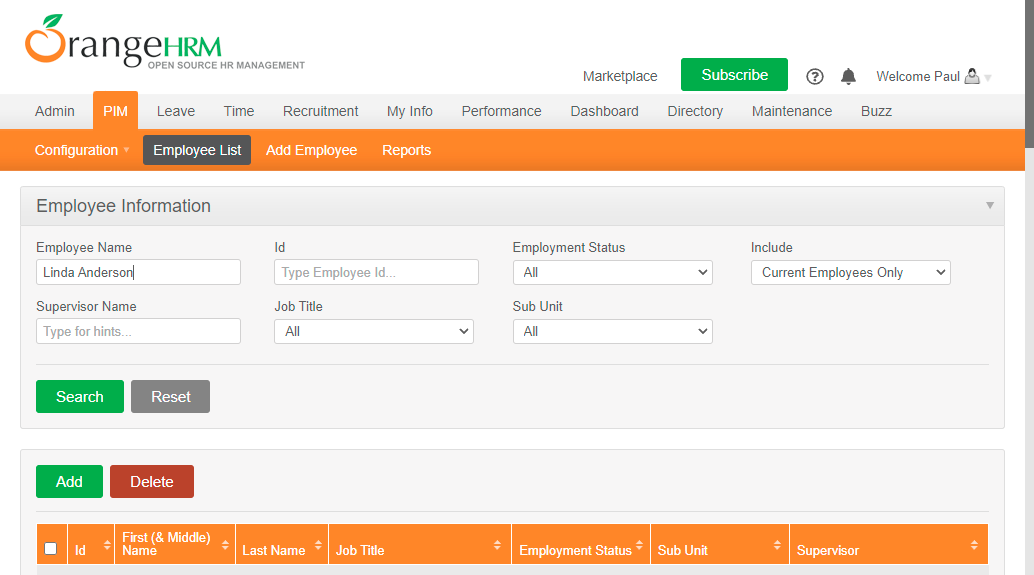 OrangeHRM
OPEN SOURCE HR MANAGEMENT
Marketplace Subscribe ? Welcome Paul
Admin PIM Leave Time Recruitment My Info Performance Dashboard Directory Maintenance Buzz
Configuration Employee List Add Employee Reports
Employee Information
Employee Name Id Employment Status Include
Linda Anderson Type Employee Id... All Current Employees Only
Supervisor Name Job Title Sub Unit
Type for hints... All All
Search Reset
Add Delete
Id First (& Middle) Name Last Name Job Title Employment Status Sub Unit Supervisor